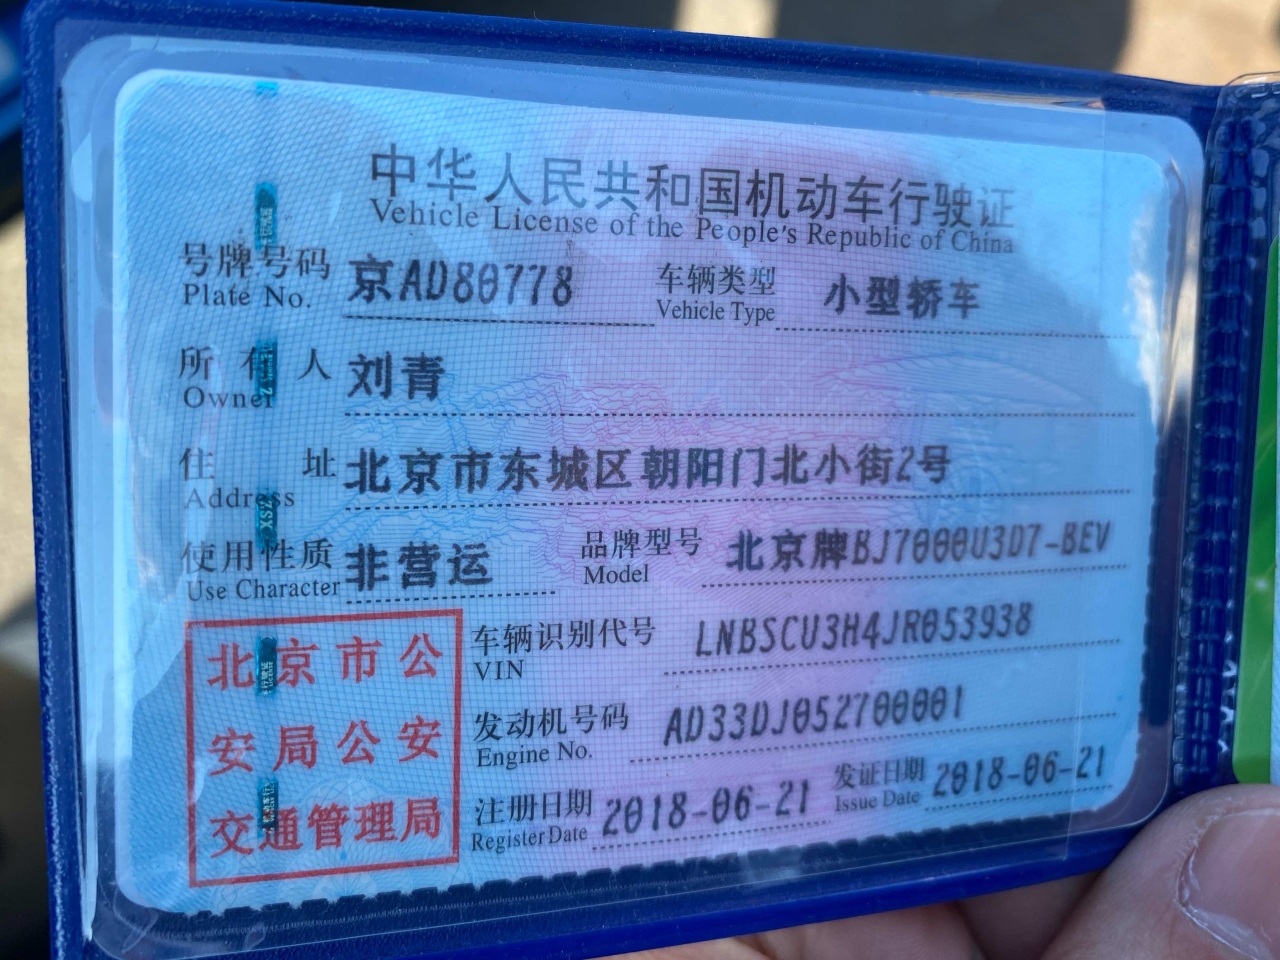 中华人民共和国机动车行驶证
Vehicle License of the People's Republic of China
号牌号码 京AD80778 车辆类型 小型轿车
Plate No. Vehicle Type
所有人 刘青
Owner
住址 北京市东城区朝阳门北小街2号
Address
使用性质 非营运 品牌型号 北京牌BJ7000U3D7-BEV
Use Character Model
车辆识别代号 LNBSCU3H4JR053938
VIN
发动机号码 AD33DJ052700001
Engine No.
注册日期 2018-06-21 发证日期 2018-06-21
Register Date Issue Date
北京市公
安局公安
交通管理局